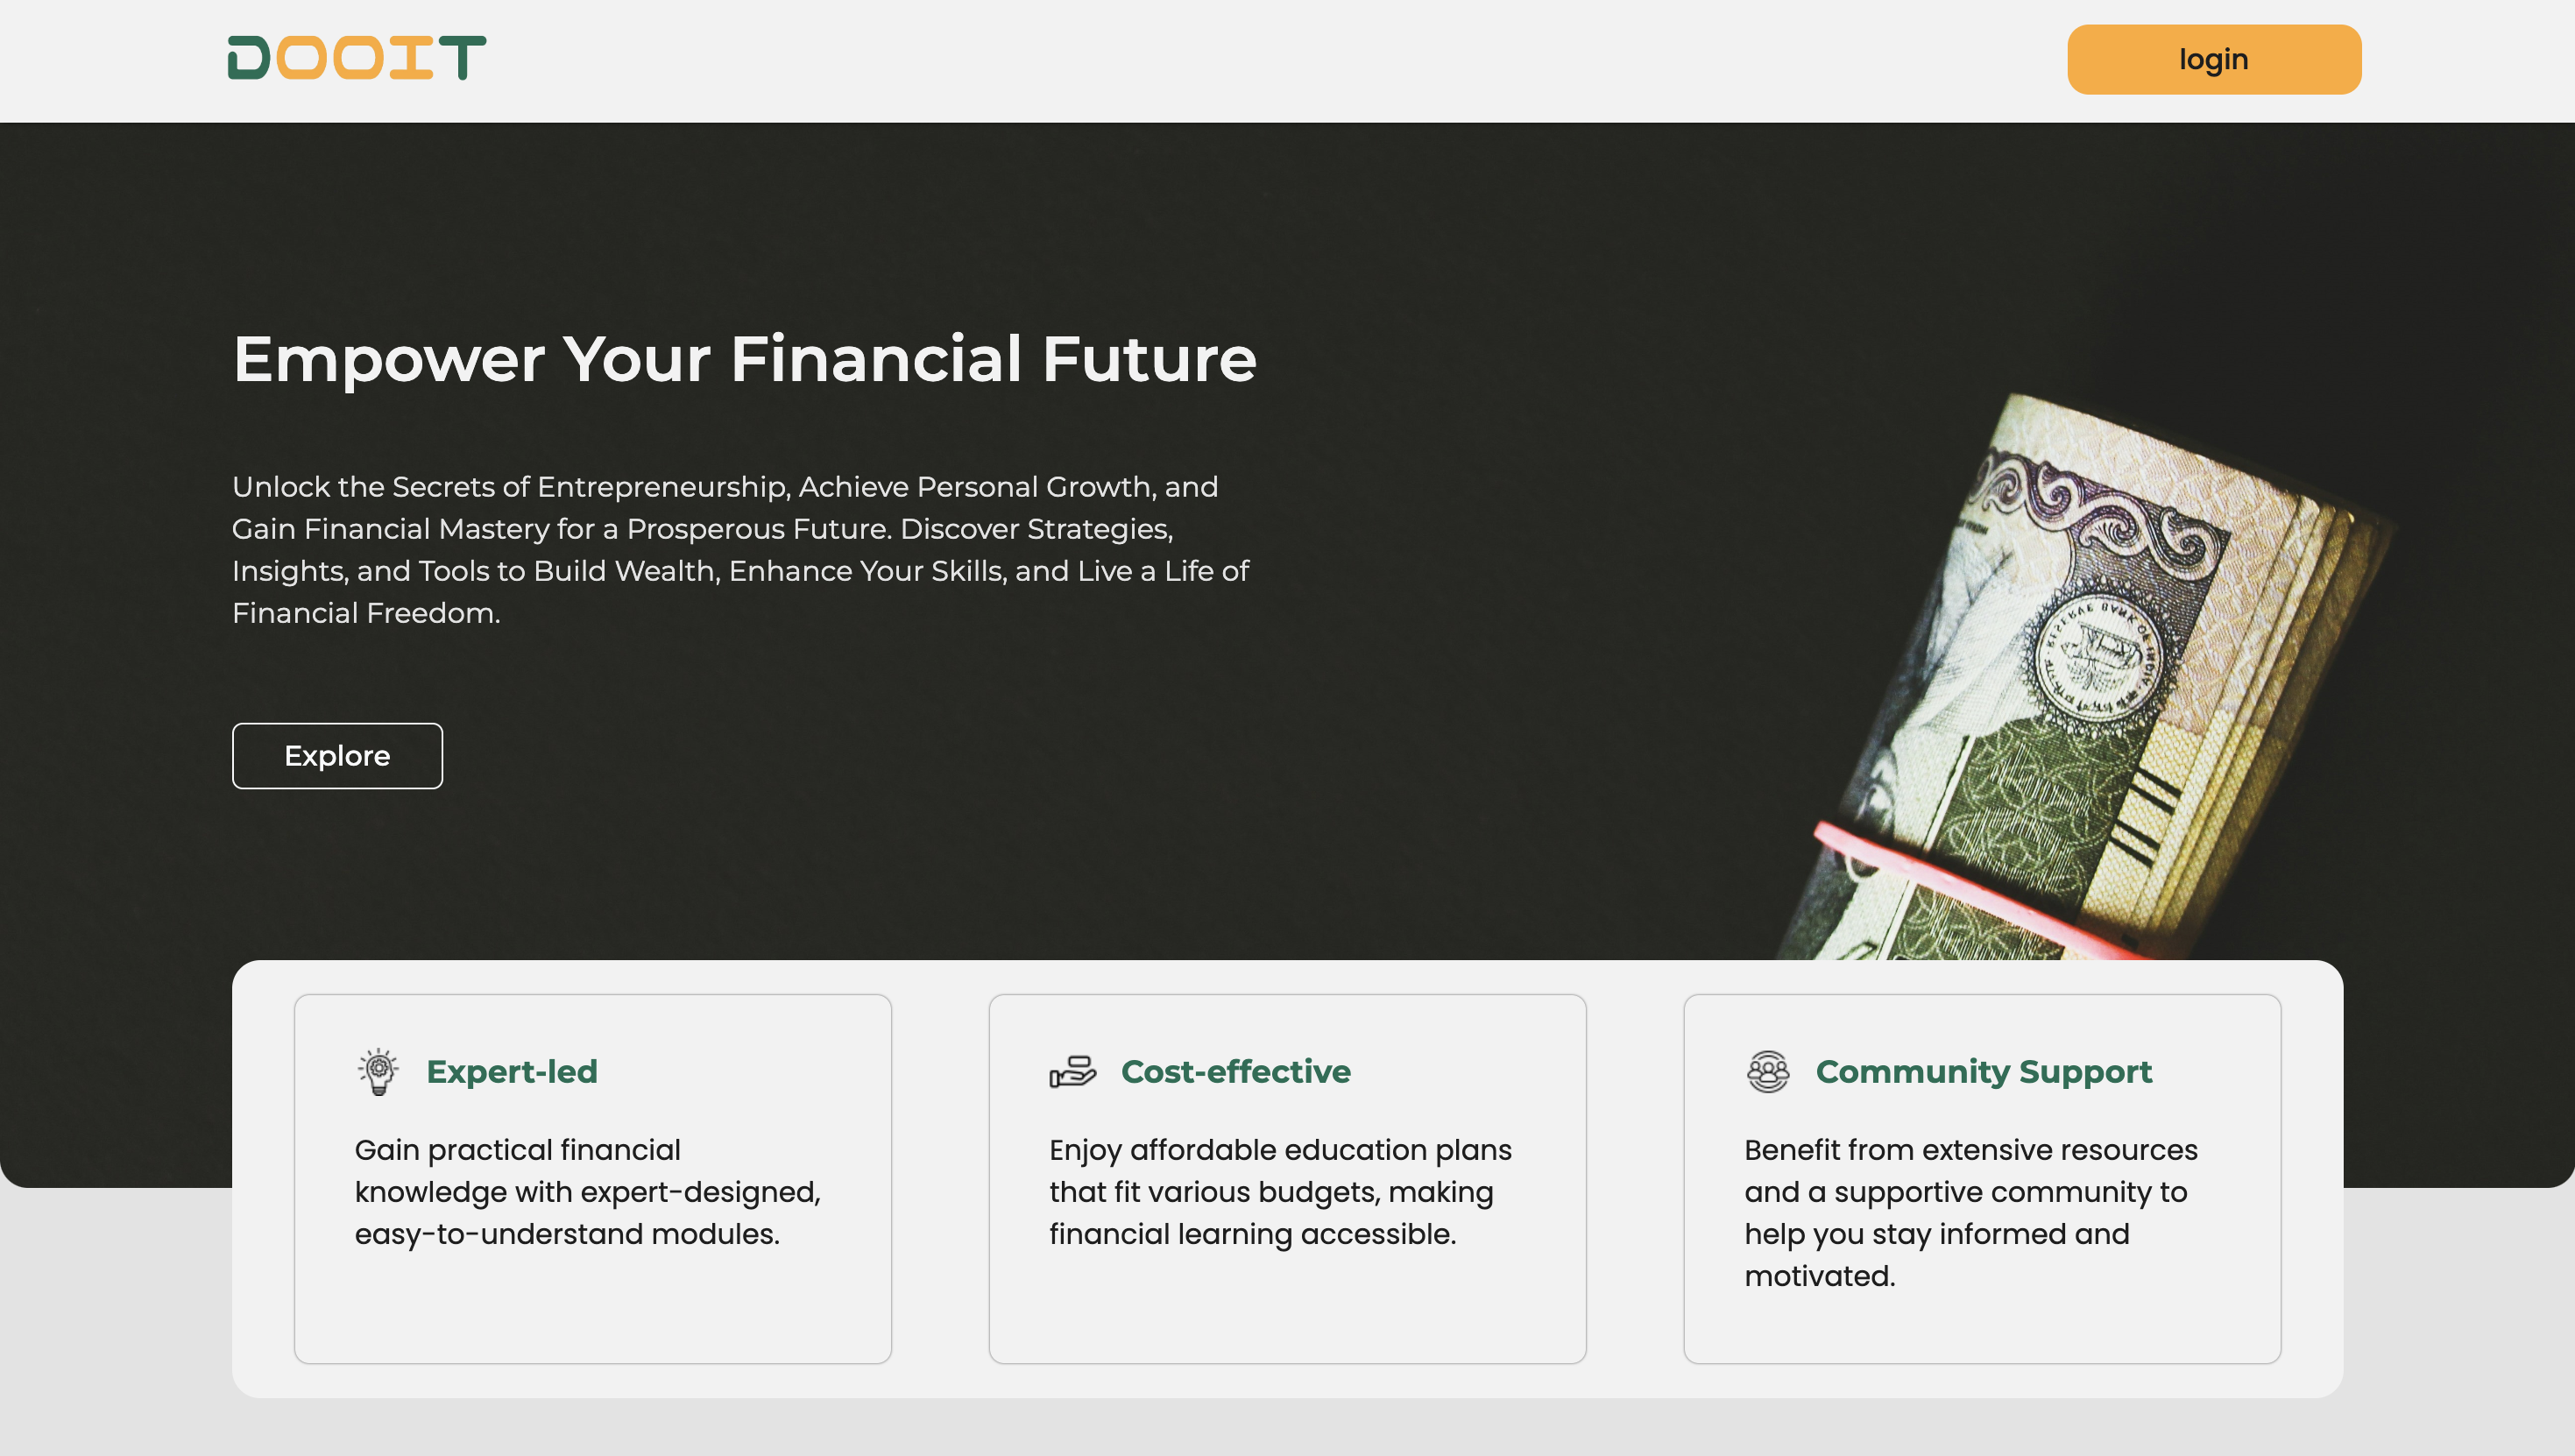 DOOIT
login
Empower Your Financial Future
Unlock the Secrets of Entrepreneurship, Achieve Personal Growth, and
Gain Financial Mastery for a Prosperous Future. Discover Strategies,
Insights, and Tools to Build Wealth, Enhance Your Skills, and Live a Life of
Financial Freedom.
RESERVE BANK OF INDIA
Explore
Expert-led
Gain practical financial
knowledge with expert-designed,
easy-to-understand modules.
Cost-effective
Enjoy affordable education plans
that fit various budgets, making
financial learning accessible.
Community Support
Benefit from extensive resources
and a supportive community to
help you stay informed and
motivated.